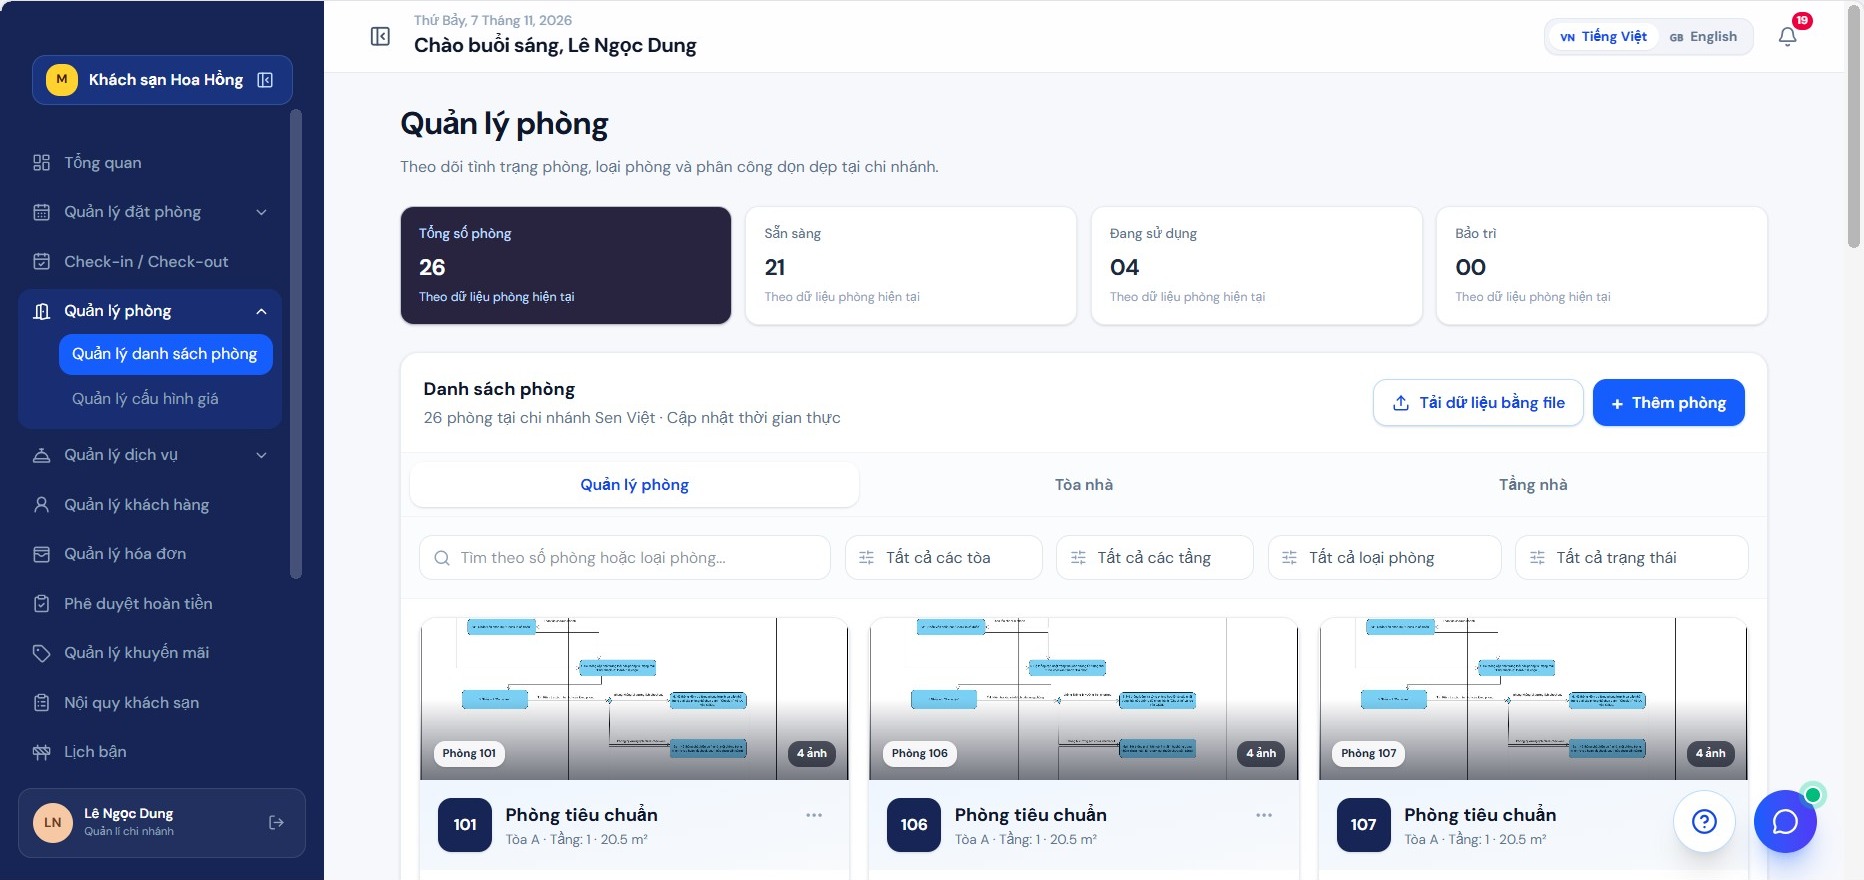 M
Khách sạn Hoa Hồng
Tổng quan
Quản lý đặt phòng
Check-in / Check-out
Quản lý phòng
Quản lý danh sách phòng
Quản lý cấu hình giá
Quản lý dịch vụ
Quản lý khách hàng
Quản lý hóa đơn
Phê duyệt hoàn tiền
Quản lý khuyến mãi
Nội quy khách sạn
Lịch bận
LN
Lê Ngọc Dung
Quản lí chi nhánh
Thứ Bảy, 7 Tháng 11, 2026
Chào buổi sáng, Lê Ngọc Dung
VN Tiếng Việt GB English
19
Quản lý phòng
Theo dõi tình trạng phòng, loại phòng và phân công dọn dẹp tại chi nhánh.
Tổng số phòng
26
Theo dữ liệu phòng hiện tại
Sẵn sàng
21
Theo dữ liệu phòng hiện tại
Đang sử dụng
04
Theo dữ liệu phòng hiện tại
Bảo trì
00
Theo dữ liệu phòng hiện tại
Danh sách phòng
26 phòng tại chi nhánh Sen Việt · Cập nhật thời gian thực
Tải dữ liệu bằng file
+ Thêm phòng
Quản lý phòng
Tòa nhà
Tầng nhà
Tìm theo số phòng hoặc loại phòng...
Tất cả các tòa
Tất cả các tầng
Tất cả loại phòng
Tất cả trạng thái
Phòng 101
4 ảnh
101
Phòng tiêu chuẩn
Tòa A · Tầng: 1 · 20.5 m²
Phòng 106
4 ảnh
106
Phòng tiêu chuẩn
Tòa A · Tầng: 1 · 20.5 m²
Phòng 107
4 ảnh
107
Phòng tiêu chuẩn
Tòa A · Tầng: 1 · 20.5 m²